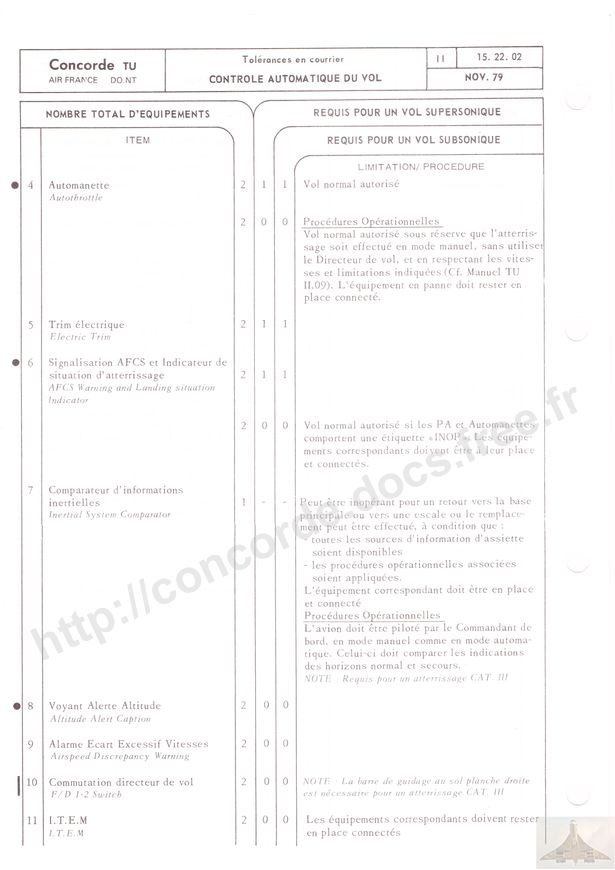 Concorde TU
AIR FRANCE DO.NT
Tolérances en courrier
CONTROLE AUTOMATIQUE DU VOL
II
15. 22. 02
NOV. 79
NOMBRE TOTAL D'EQUIPEMENTS
REQUIS POUR UN VOL SUPERSONIQUE
REQUIS POUR UN VOL SUBSONIQUE
ITEM
LIMITATION/ PROCEDURE
4 Automanette 2 1 1 Vol normal autorisé
Autothrottle
2 0 0 Procédures Opérationnelles
Vol normal autorisé sous réserve que l'atterris-
sage soit effectué en mode manuel, sans utiliser
le Directeur de vol, et en respectant les vites-
ses et limitations indiquées (Cf. Manuel TU
II.09). L'équipement en panne doit rester en
place connecté.
5 Trim électrique 2 1 1
Electric Trim
6 Signalisation AFCS et Indicateur de
situation d'atterrissage 2 1 1
AFCS Warning and Landing situation
Indicator
2 0 0 Vol normal autorisé si les PA et Automanettes
comportent une étiquette «INOP». Les équipe-
ments correspondants doivent être à leur place
et connectés.
7 Comparateur d'informations
inertielles 1 - - Peut être inopérant pour un retour vers la base
Inertial System Comparator principale ou vers une escale ou le remplace-
ment peut être effectué, à condition que :
- toutes les sources d'information d'assiette
soient disponibles
- les procédures opérationnelles associées
soient appliquées.
L'équipement correspondant doit être en place
et connecté
Procédures Opérationnelles
L'avion doit être piloté par le Commandant de
bord, en mode manuel comme en mode automa-
tique. Celui-ci doit comparer les indications
des horizons normal et secours.
NOTE : Requis pour un atterrissage CAT. III
8 Voyant Alerte Altitude 2 0 0
Altitude Alert Caption
9 Alarme Ecart Excessif Vitesses 2 0 0
Airspeed Discrepancy Warning
10 Commutation directeur de vol 2 0 0 NOTE : La barre de guidage au sol planche droite
F/D 1-2 Switch est nécessaire pour un atterrissage CAT. III
11 I.T.E.M 2 0 0 Les équipements correspondants doivent rester
I.T.E.M en place connectés
http://concorde.docs.free.fr